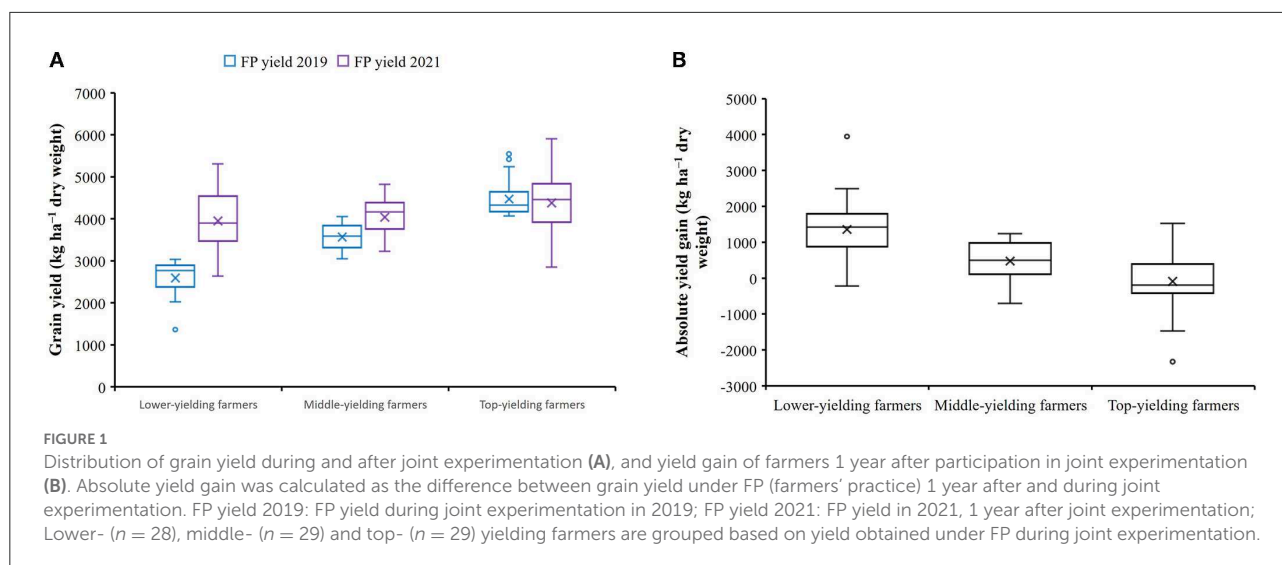 A
FP yield 2019 FP yield 2021
Grain yield (kg ha⁻¹ dry weight)
7000
6000
5000
4000
3000
2000
1000
0
Lower-yielding farmers Middle-yielding farmers Top-yielding farmers
B
Absolute yield gain (kg ha⁻¹ dry
weight)
5000
4000
3000
2000
1000
0
-1000
-2000
-3000
Lower-yielding farmers Middle-yielding farmers Top-yielding farmers
FIGURE 1
Distribution of grain yield during and after joint experimentation (A), and yield gain of farmers 1 year after participation in joint experimentation
(B). Absolute yield gain was calculated as the difference between grain yield under FP (farmers’ practice) 1 year after and during joint
experimentation. FP yield 2019: FP yield during joint experimentation in 2019; FP yield 2021: FP yield in 2021, 1 year after joint experimentation;
Lower- (n = 28), middle- (n = 29) and top- (n = 29) yielding farmers are grouped based on yield obtained under FP during joint experimentation.